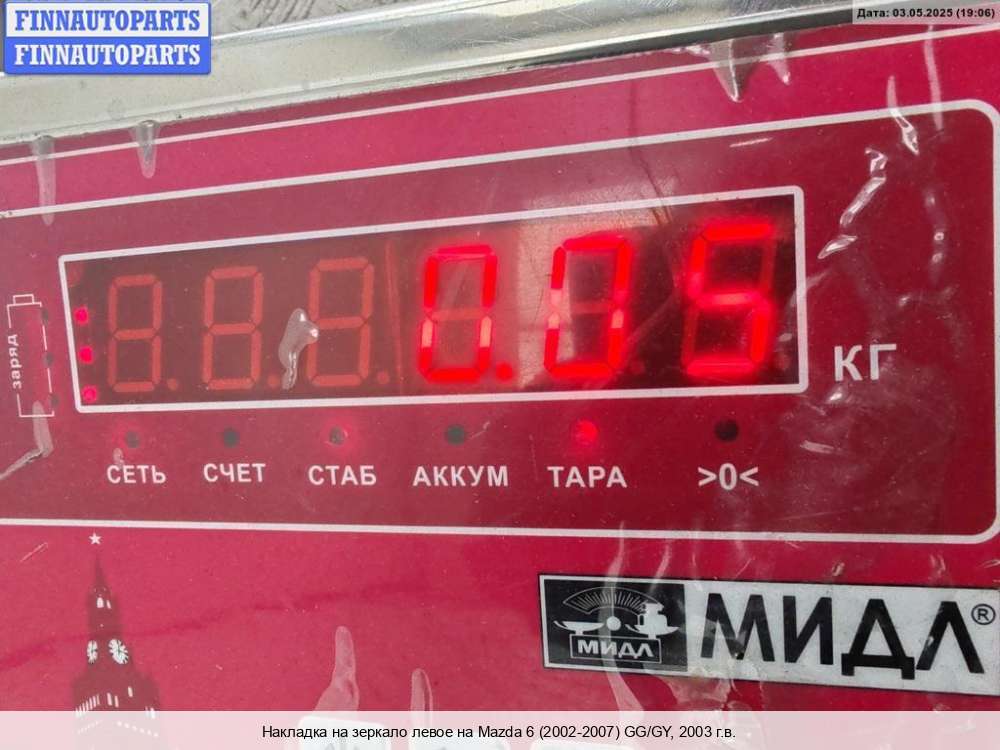 FINNAUTOPARTS
FINNAUTOPARTS
Дата: 03.05.2025 (19:06)
заряд
0.05
КГ
СЕТЬ СЧЕТ СТАБ АККУМ ТАРА >0<
МИДЛ
МИДЛ®
Накладка на зеркало левое на Mazda 6 (2002-2007) GG/GY, 2003 г.в.